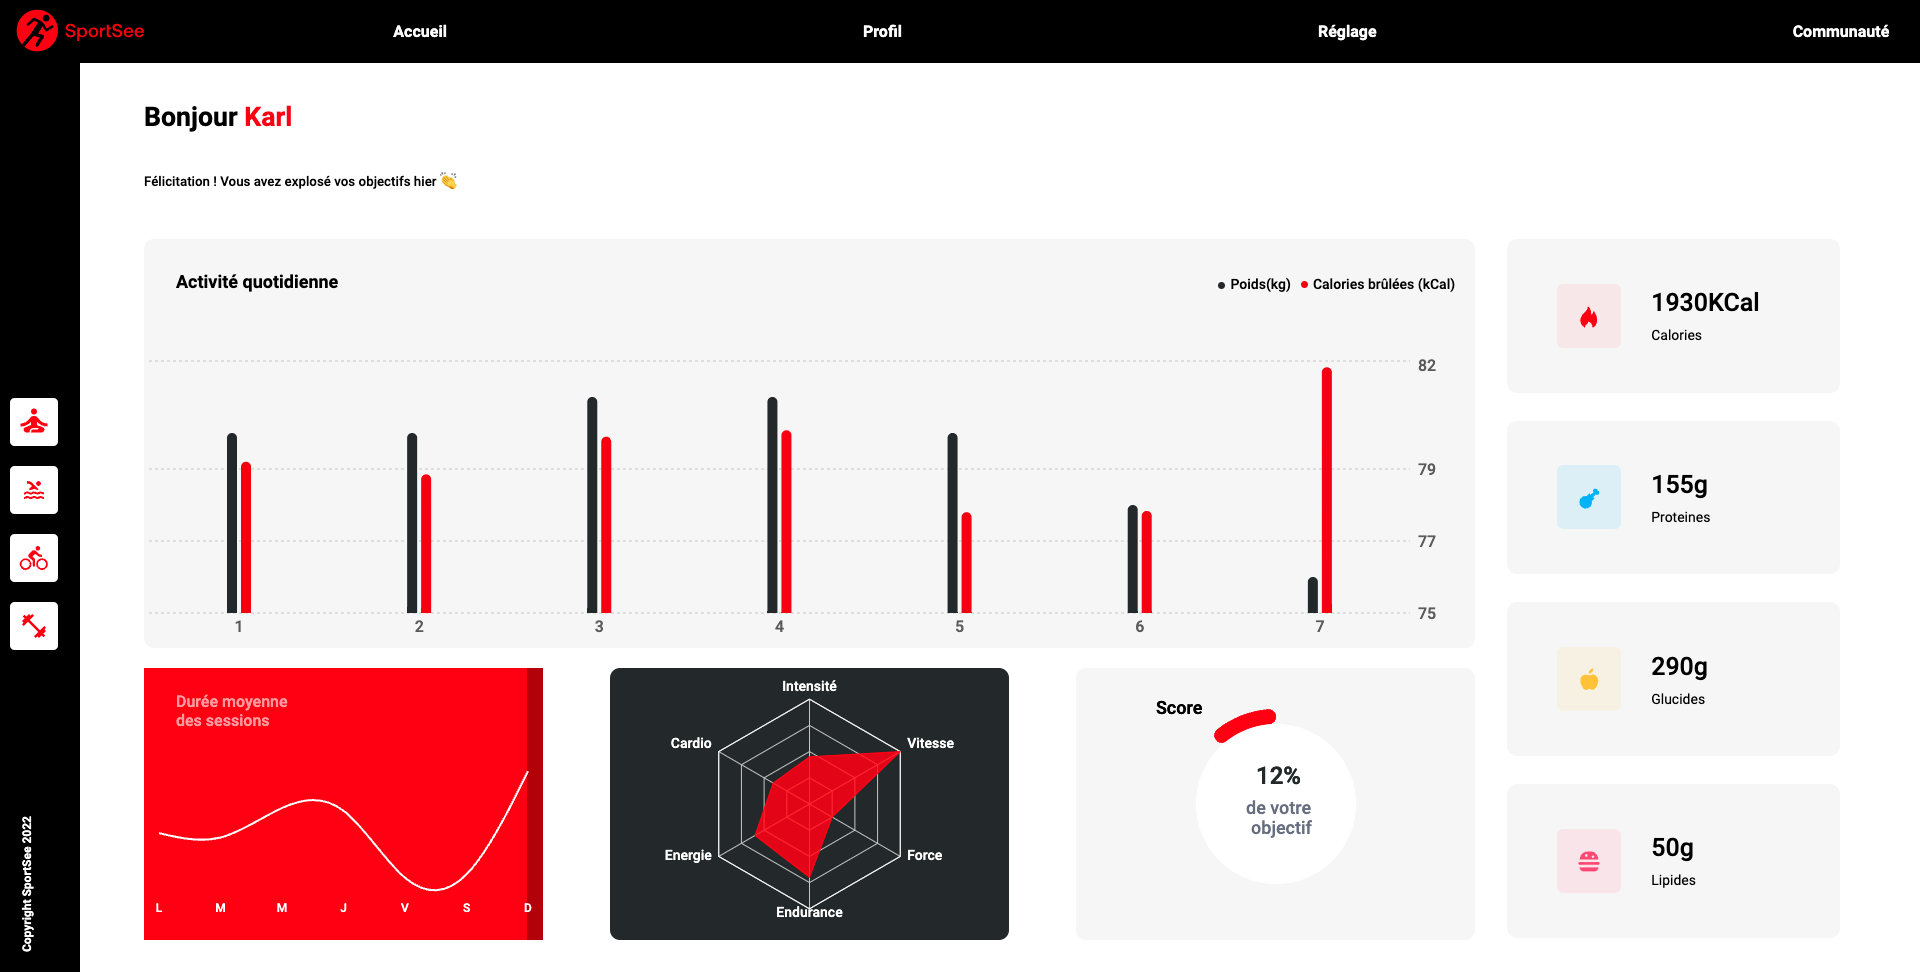 SportSee
Accueil
Profil
Réglage
Communauté
Bonjour Karl
Félicitation ! Vous avez explosé vos objectifs hier 👏
Activité quotidienne
Poids(kg)
Calories brûlées (kCal)
82
79
77
75
1
2
3
4
5
6
7
1930KCal
Calories
155g
Proteines
290g
Glucides
50g
Lipides
Durée moyenne
des sessions
L
M
M
J
V
S
D
Intensité
Vitesse
Force
Endurance
Energie
Cardio
Score
12%
de votre
objectif
Copyright SportSee 2022